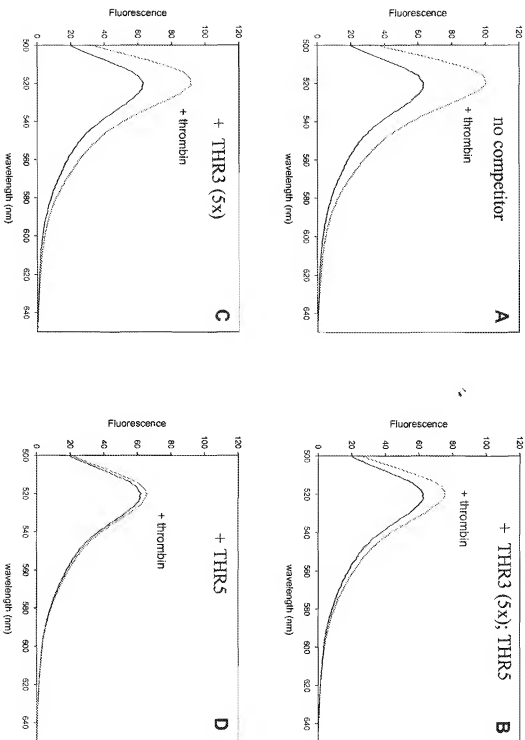 Fluorescence
120
100
80
60
40
20
0
no competitor
A
+ thrombin
500 520 540 560 580 600 620 640
wavelength (nm)
Fluorescence
120
100
80
60
40
20
0
+ THR3 (5x); THR5
B
+ thrombin
500 520 540 560 580 600 620 640
wavelength (nm)
Fluorescence
120
100
80
60
40
20
0
+ THR3 (5x)
C
+ thrombin
500 520 540 560 580 600 620 640
wavelength (nm)
Fluorescence
120
100
80
60
40
20
0
+ THR5
D
+ thrombin
500 520 540 560 580 600 620 640
wavelength (nm)